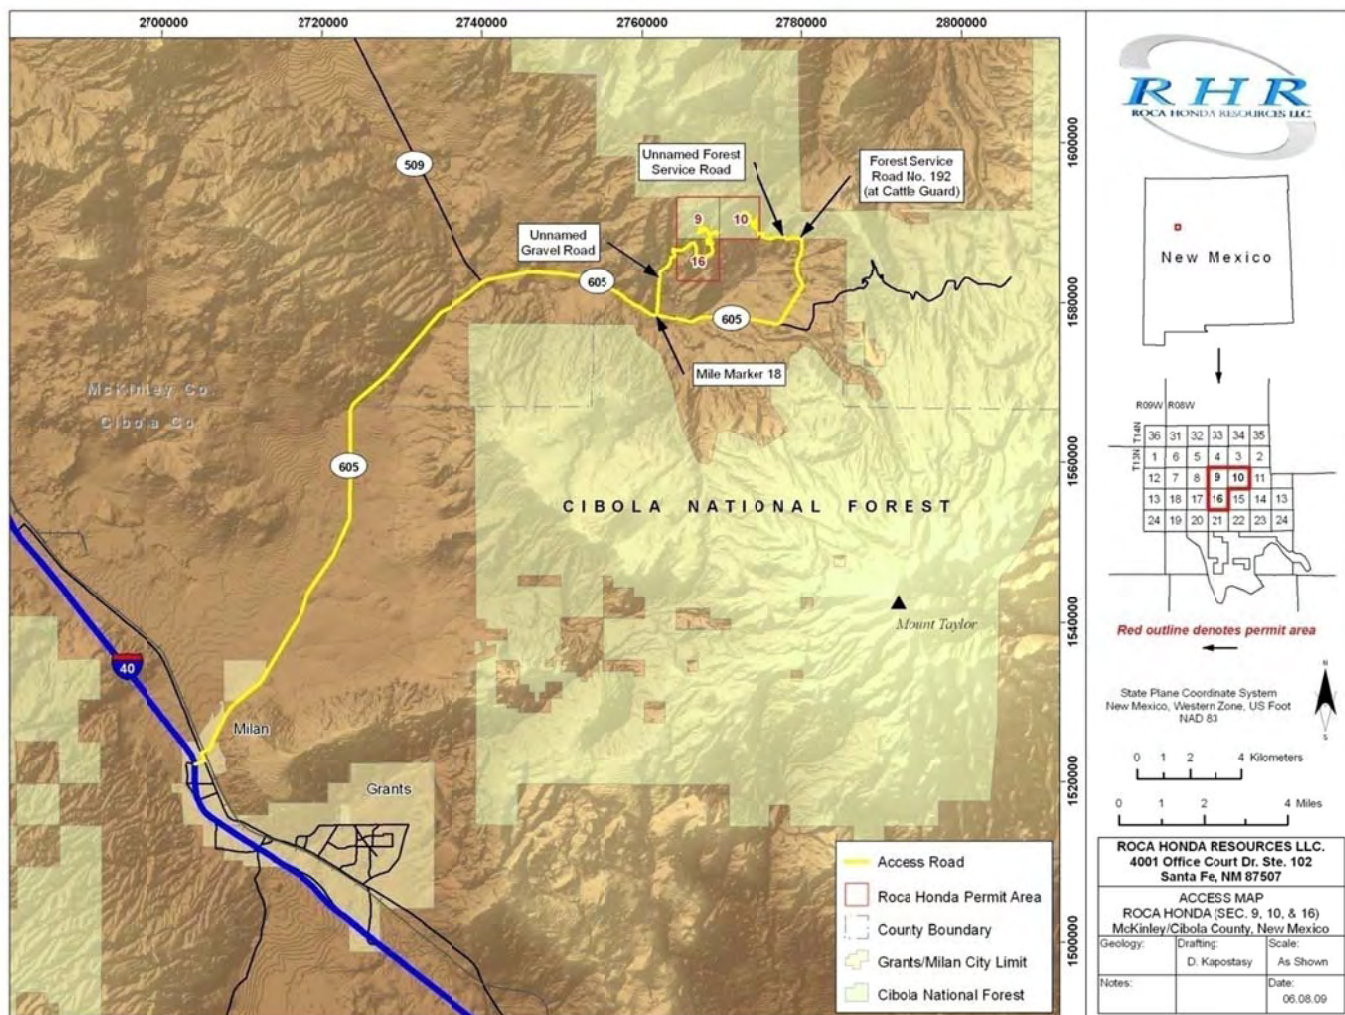 2700000
2720000
2740000
2760000
2780000
2800000
1600000
1580000
1560000
1540000
1520000
1500000
509
Unnamed Forest
Service Road
Forest Service
Road No. 192
(at Cattle Guard)
Unnamed
Gravel Road
9
10
16
605
605
Mile Marker 18
McKinley Co.
Cibola Co
605
CIBOLA NATIONAL FOREST
Mount Taylor
40
Milan
Grants
Access Road
Roca Honda Permit Area
County Boundary
Grants/Milan City Limit
Cibola National Forest
RHR
ROCA HONDA RESOURCES LLC.
New Mexico
R09W R08W
T14N
T13N
36 31 32 33 34 35
1 6 5 4 3 2
12 7 8 9 10 11
13 18 17 16 15 14 13
24 19 20 21 22 23 24
Red outline denotes permit area
State Plane Coordinate System
New Mexico, Western Zone, US Foot
NAD 83
N
S
0 1 2 4 Kilometers
0 1 2 4 Miles
ROCA HONDA RESOURCES LLC.
4001 Office Court Dr. Ste. 102
Santa Fe, NM 87507
ACCESS MAP
ROCA HONDA (SEC. 9, 10, & 16)
McKinley/Cibola County, New Mexico
Geology:
Drafting:
D. Kapostasy
Scale:
As Shown
Notes:
Date:
06.08.09